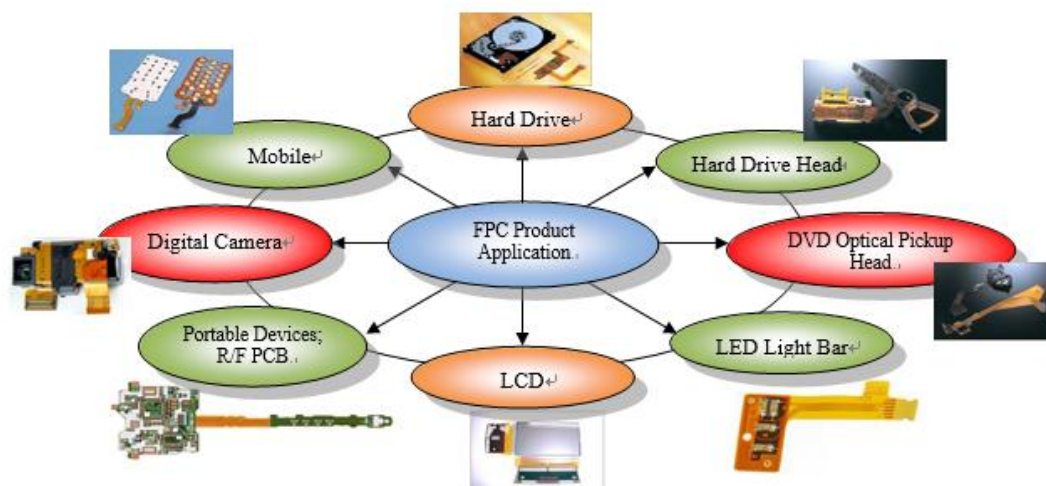 Hard Drive↵
Mobile↵
Hard Drive Head↵
Digital Camera↵
FPC Product
Application.
DVD Optical Pickup
Head.
Portable Devices;
R/F PCB.
LED Light Bar↵
LCD↵